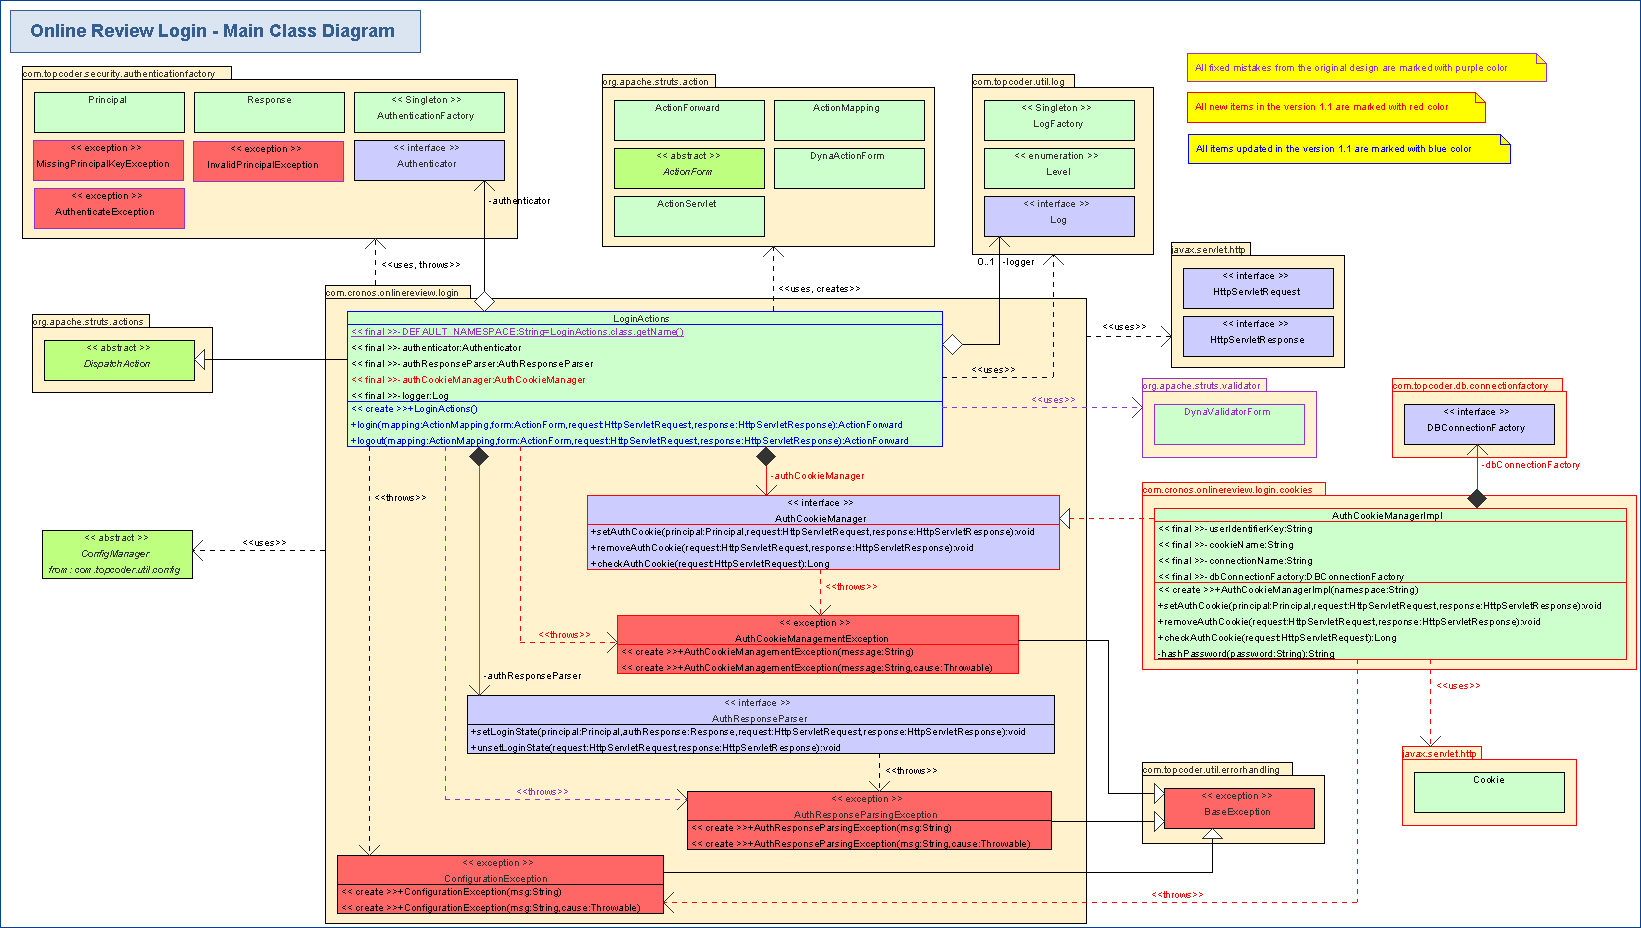 Online Review Login - Main Class Diagram
All fixed mistakes from the original design are marked with purple color
All new items in the version 1.1 are marked with red color
All items updated in the version 1.1 are marked with blue color
com.topcoder.security.authenticationfactory
Principal
Response
<< Singleton >>
AuthenticationFactory
<< exception >>
MissingPrincipalKeyException
<< exception >>
InvalidPrincipalException
<< interface >>
Authenticator
<< exception >>
AuthenticateException
-authenticator
<<uses, throws>>
org.apache.struts.action
ActionForward
ActionMapping
<< abstract >>
ActionForm
DynaActionForm
ActionServlet
<<uses, creates>>
com.topcoder.util.log
<< Singleton >>
LogFactory
<< enumeration >>
Level
<< interface >>
Log
0..1
-logger
<<uses>>
javax.servlet.http
<< interface >>
HttpServletRequest
<< interface >>
HttpServletResponse
<<uses>>
org.apache.struts.actions
<< abstract >>
DispatchAction
com.cronos.onlinereview.login
LoginActions
<< final >>-DEFAULT_NAMESPACE:String=LoginActions.class.getName()
<< final >>-authenticator:Authenticator
<< final >>-authResponseParser:AuthResponseParser
<< final >>-authCookieManager:AuthCookieManager
<< final >>-logger:Log
<< create >>+LoginActions()
+login(mapping:ActionMapping,form:ActionForm,request:HttpServletRequest,response:HttpServletResponse):ActionForward
+logout(mapping:ActionMapping,form:ActionForm,request:HttpServletRequest,response:HttpServletResponse):ActionForward
<<uses>>
org.apache.struts.validator
DynaValidatorForm
com.topcoder.db.connectionfactory
<< interface >>
DBConnectionFactory
-dbConnectionFactory
<<throws>>
-authCookieManager
<< interface >>
AuthCookieManager
+setAuthCookie(principal:Principal,request:HttpServletRequest,response:HttpServletResponse):void
+removeAuthCookie(request:HttpServletRequest,response:HttpServletResponse):void
+checkAuthCookie(request:HttpServletRequest):Long
<<throws>>
com.cronos.onlinereview.login.cookies
AuthCookieManagerImpl
<< final >>-userIdentifierKey:String
<< final >>-cookieName:String
<< final >>-connectionName:String
<< final >>-dbConnectionFactory:DBConnectionFactory
<< create >>+AuthCookieManagerImpl(namespace:String)
+setAuthCookie(principal:Principal,request:HttpServletRequest,response:HttpServletResponse):void
+removeAuthCookie(request:HttpServletRequest,response:HttpServletResponse):void
+checkAuthCookie(request:HttpServletRequest):Long
-hashPassword(password:String):String
<< abstract >>
ConfigManager
from : com.topcoder.util.config
<<uses>>
<<throws>>
<< exception >>
AuthCookieManagementException
<< create >>+AuthCookieManagementException(message:String)
<< create >>+AuthCookieManagementException(message:String,cause:Throwable)
-authResponseParser
<< interface >>
AuthResponseParser
+setLoginState(principal:Principal,authResponse:Response,request:HttpServletRequest,response:HttpServletResponse):void
+unsetLoginState(request:HttpServletRequest,response:HttpServletResponse):void
<<throws>>
<<throws>>
<< exception >>
AuthResponseParsingException
<< create >>+AuthResponseParsingException(msg:String)
<< create >>+AuthResponseParsingException(msg:String,cause:Throwable)
<< exception >>
ConfigurationException
<< create >>+ConfigurationException(msg:String)
<< create >>+ConfigurationException(msg:String,cause:Throwable)
com.topcoder.util.errorhandling
<< exception >>
BaseException
<<throws>>
<<uses>>
javax.servlet.http
Cookie